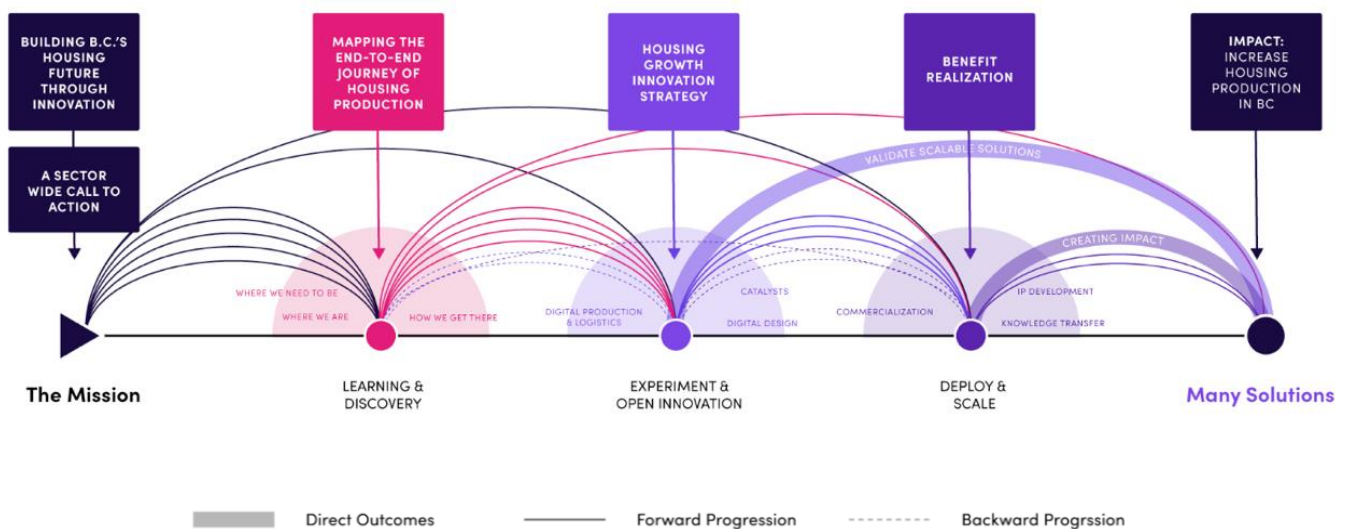 BUILDING B.C.'S
HOUSING
FUTURE
THROUGH
INNOVATION
A SECTOR
WIDE CALL TO
ACTION
MAPPING THE
END-TO-END
JOURNEY OF
HOUSING
PRODUCTION
HOUSING
GROWTH
INNOVATION
STRATEGY
BENEFIT
REALIZATION
IMPACT:
INCREASE
HOUSING
PRODUCTION
IN BC
VALIDATE SCALABLE SOLUTIONS
CREATING IMPACT
WHERE WE NEED TO BE
WHERE WE ARE
HOW WE GET THERE
DIGITAL PRODUCTION
& LOGISTICS
CATALYSTS
DIGITAL DESIGN
COMMERCIALIZATION
IP DEVELOPMENT
KNOWLEDGE TRANSFER
The Mission
LEARNING &
DISCOVERY
EXPERIMENT &
OPEN INNOVATION
DEPLOY &
SCALE
Many Solutions
Direct Outcomes
Forward Progression
Backward Progrssion